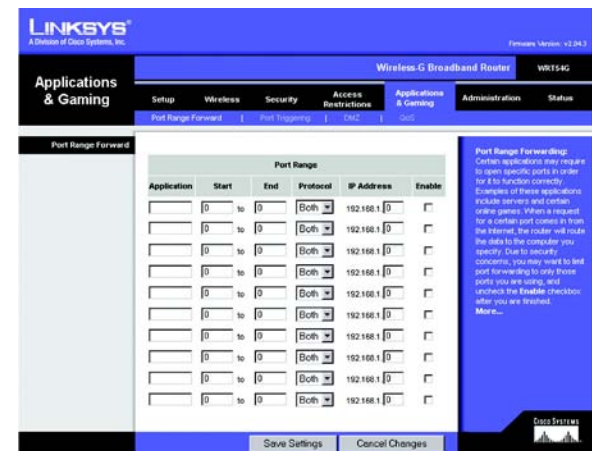 LINKSYS®
A Division of Cisco Systems, Inc.
Firmware Version: v2.04.3
Wireless-G Broadband Router WRT54G
Applications & Gaming
Setup Wireless Security Access Restrictions Applications & Gaming Administration Status
Port Range Forward | Port Triggering | DMZ | QoS
Port Range Forward
Port Range
Application Start End Protocol IP Address Enable
0 to 0 Both 192.168.1. 0
0 to 0 Both 192.168.1. 0
0 to 0 Both 192.168.1. 0
0 to 0 Both 192.168.1. 0
0 to 0 Both 192.168.1. 0
0 to 0 Both 192.168.1. 0
0 to 0 Both 192.168.1. 0
0 to 0 Both 192.168.1. 0
0 to 0 Both 192.168.1. 0
0 to 0 Both 192.168.1. 0
Port Range Forwarding:
Certain applications may require
to open specific ports in order
for it to function correctly.
Examples of these applications
include servers and certain
online games. When a request
for a certain port comes in from
the Internet, the router will route
the data to the computer you
specify. Due to security
concerns, you may want to limit
port forwarding to only those
ports you are using, and
uncheck the Enable checkbox
after you are finished.
More...
Save Settings Cancel Changes
CISCO SYSTEMS